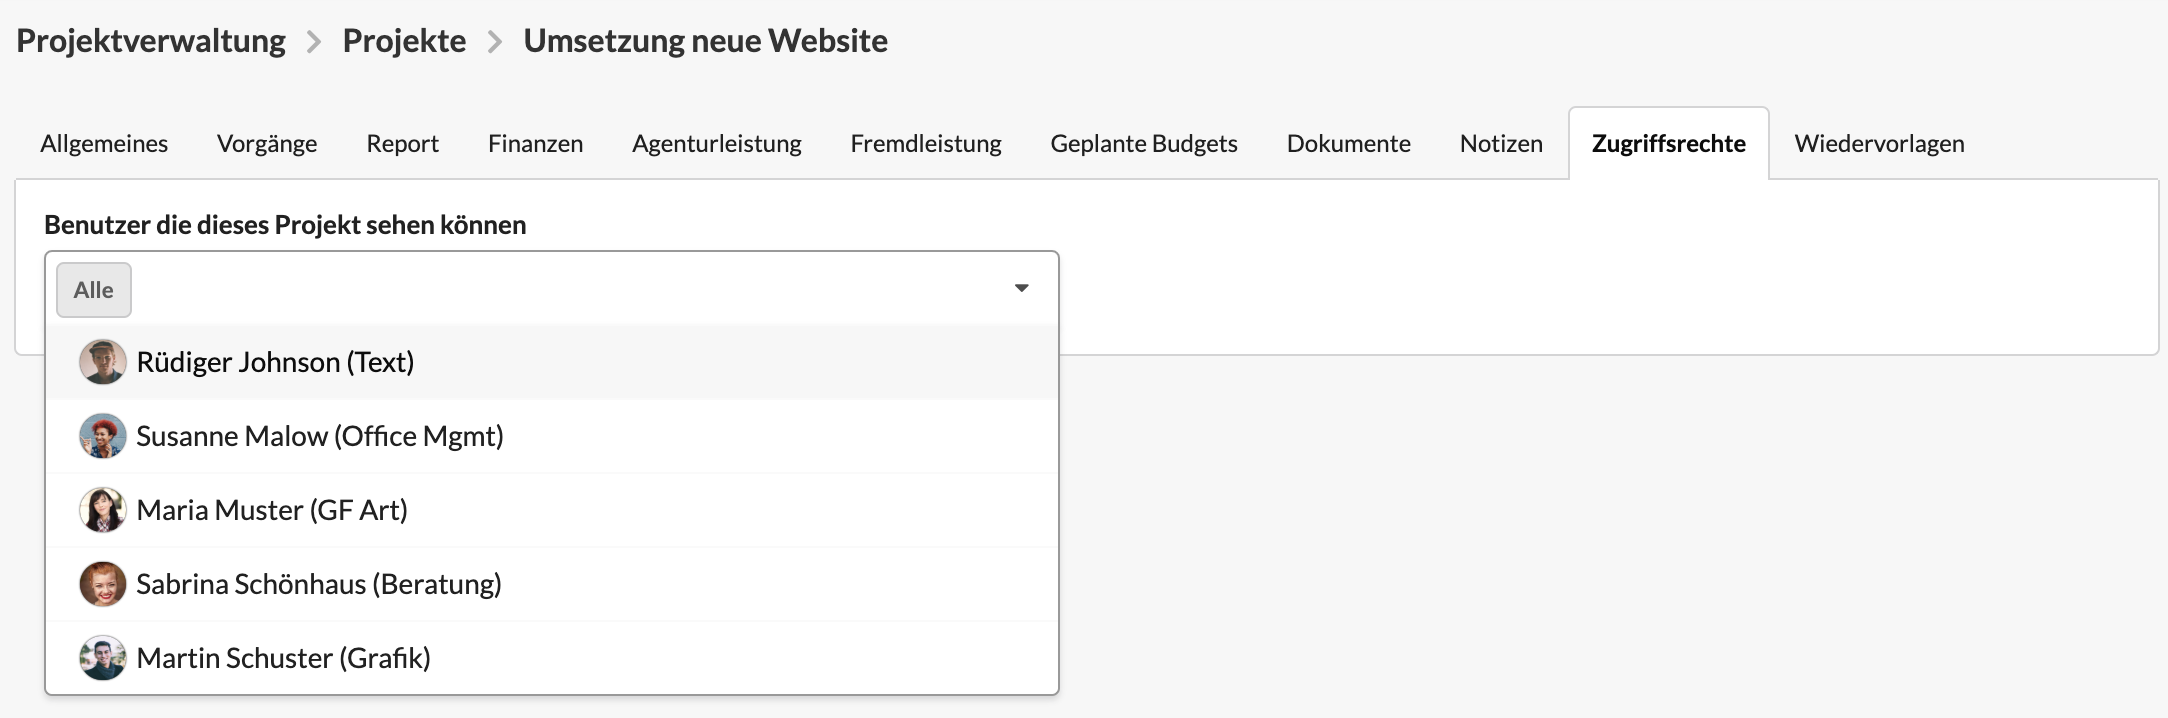 Projektverwaltung > Projekte > Umsetzung neue Website
Allgemeines Vorgänge Report Finanzen Agenturleistung Fremdleistung Geplante Budgets Dokumente Notizen Zugriffsrechte Wiedervorlagen
Benutzer die dieses Projekt sehen können
Alle
Rüdiger Johnson (Text)
Susanne Malow (Office Mgmt)
Maria Muster (GF Art)
Sabrina Schönhaus (Beratung)
Martin Schuster (Grafik)